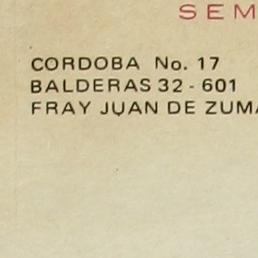 SEM
CORDOBA No. 17
BALDERAS 32 - 601
FRAY JUAN DE ZUMA